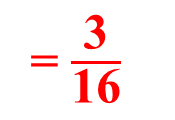 = 3/16